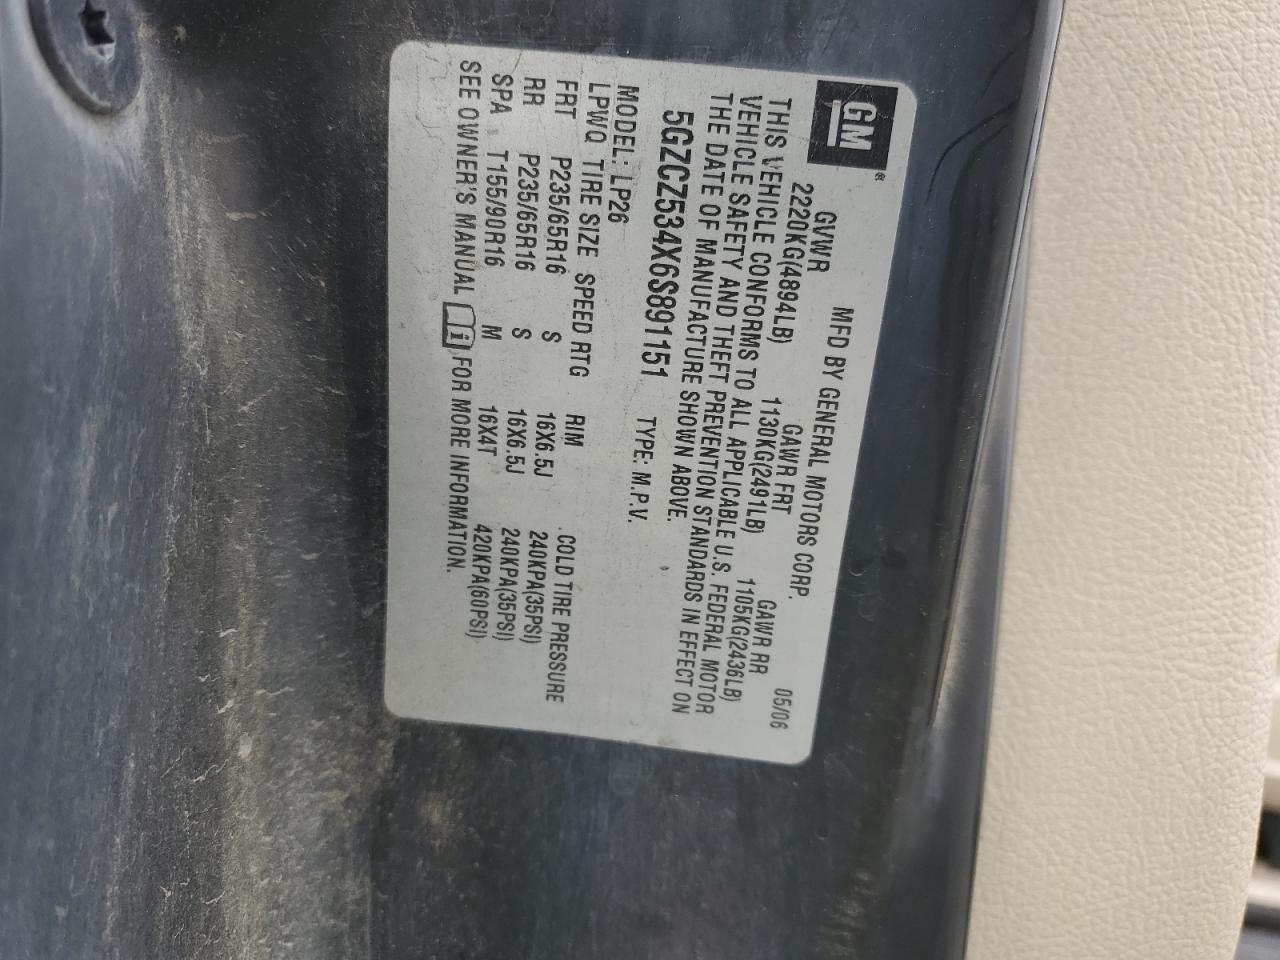 GM ®
MFD BY GENERAL MOTORS CORP. 05/06
GVWR GAWR FRT GAWR RR
2220KG(4894LB) 1130KG(2491LB) 1105KG(2436LB)
THIS VEHICLE CONFORMS TO ALL APPLICABLE U.S. FEDERAL MOTOR
VEHICLE SAFETY AND THEFT PREVENTION STANDARDS IN EFFECT ON
THE DATE OF MANUFACTURE SHOWN ABOVE.
5GZCZ534X6S891151 TYPE: M.P.V.
MODEL: LP26
LPWQ TIRE SIZE SPEED RTG RIM COLD TIRE PRESSURE
FRT P235/65R16 S 16X6.5J 240KPA(35PSI)
RR P235/65R16 S 16X6.5J 240KPA(35PSI)
SPA T155/90R16 M 16X4T 420KPA(60PSI)
SEE OWNER'S MANUAL i FOR MORE INFORMATION.